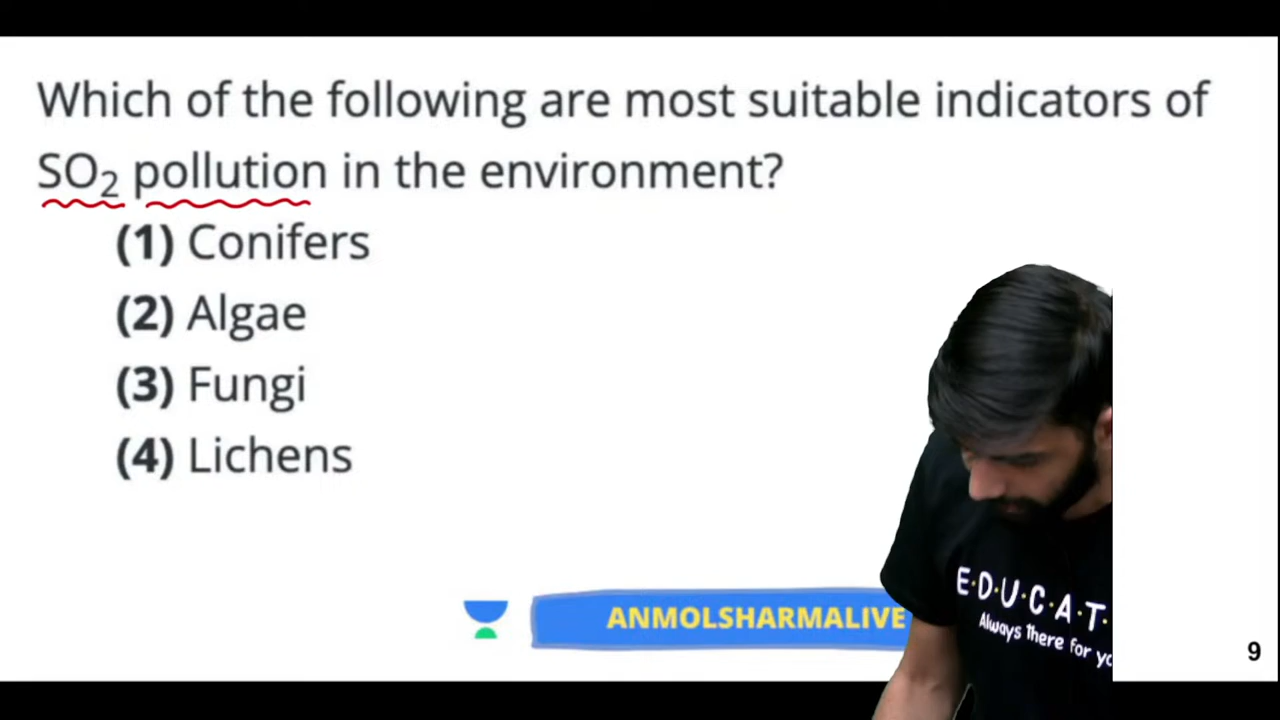 Which of the following are most suitable indicators of
SO₂ pollution in the environment?
(1) Conifers
(2) Algae
(3) Fungi
(4) Lichens
E·D·U·C·A·T·
Always there for yo
ANMOLSHARMALIVE
9